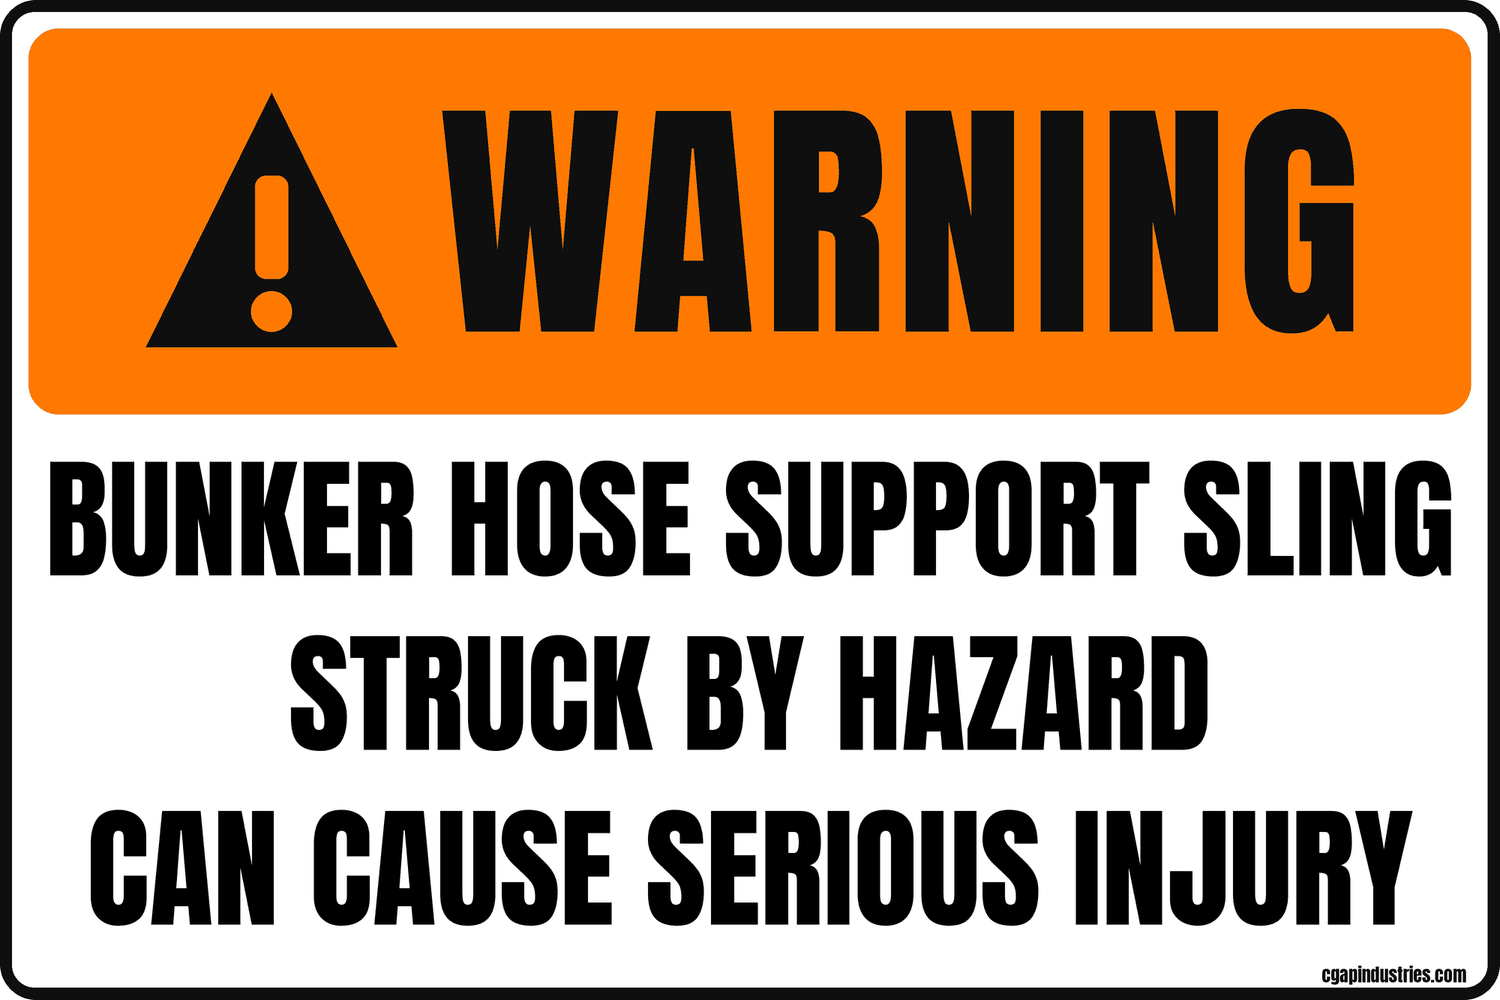 WARNING
BUNKER HOSE SUPPORT SLING
STRUCK BY HAZARD
CAN CAUSE SERIOUS INJURY
cgapindustries.com